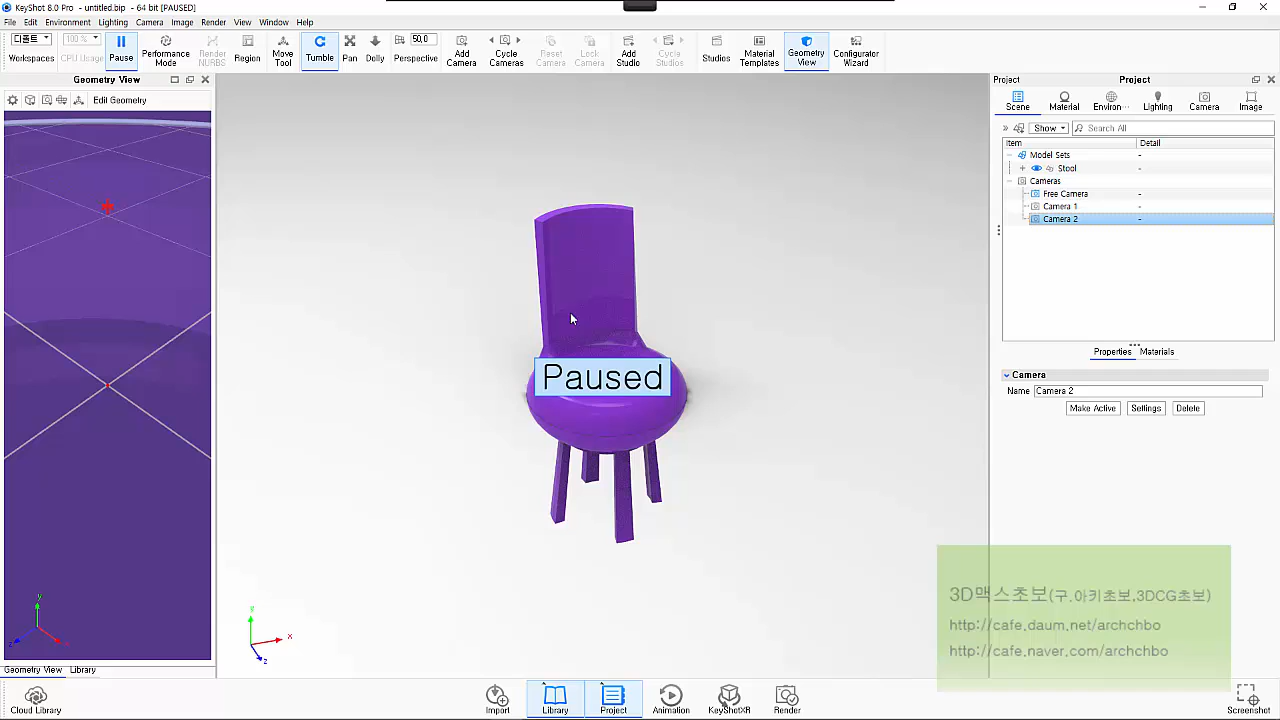 KeyShot 8.0 Pro - untitled.bip - 64 bit [PAUSED]
File Edit Environment Lighting Camera Image Render View Window Help
디폴트 100 % 50,0
Workspaces CPU Usage Pause Performance Mode Render NURBS Region Move Tool Tumble Pan Dolly Perspective Add Camera Cycle Cameras Reset Camera Lock Camera Add Studio Cycle Studios Studios Material Templates Geometry View Configurator Wizard
Geometry View
Edit Geometry
Project Project
Scene Material Environ··· Lighting Camera Image
Show Search All
Item Detail
Model Sets -
Stool -
Cameras
Free Camera -
Camera 1 -
Camera 2 -
Paused
Properties Materials
Camera
Name Camera 2
Make Active Settings Delete
3D맥스초보(구.아키초보,3DCG초보)
http://cafe.daum.net/archchbo
http://cafe.naver.com/archchbo
Geometry View Library
Cloud Library Import Library Project Animation KeyShotXR Render Screenshot